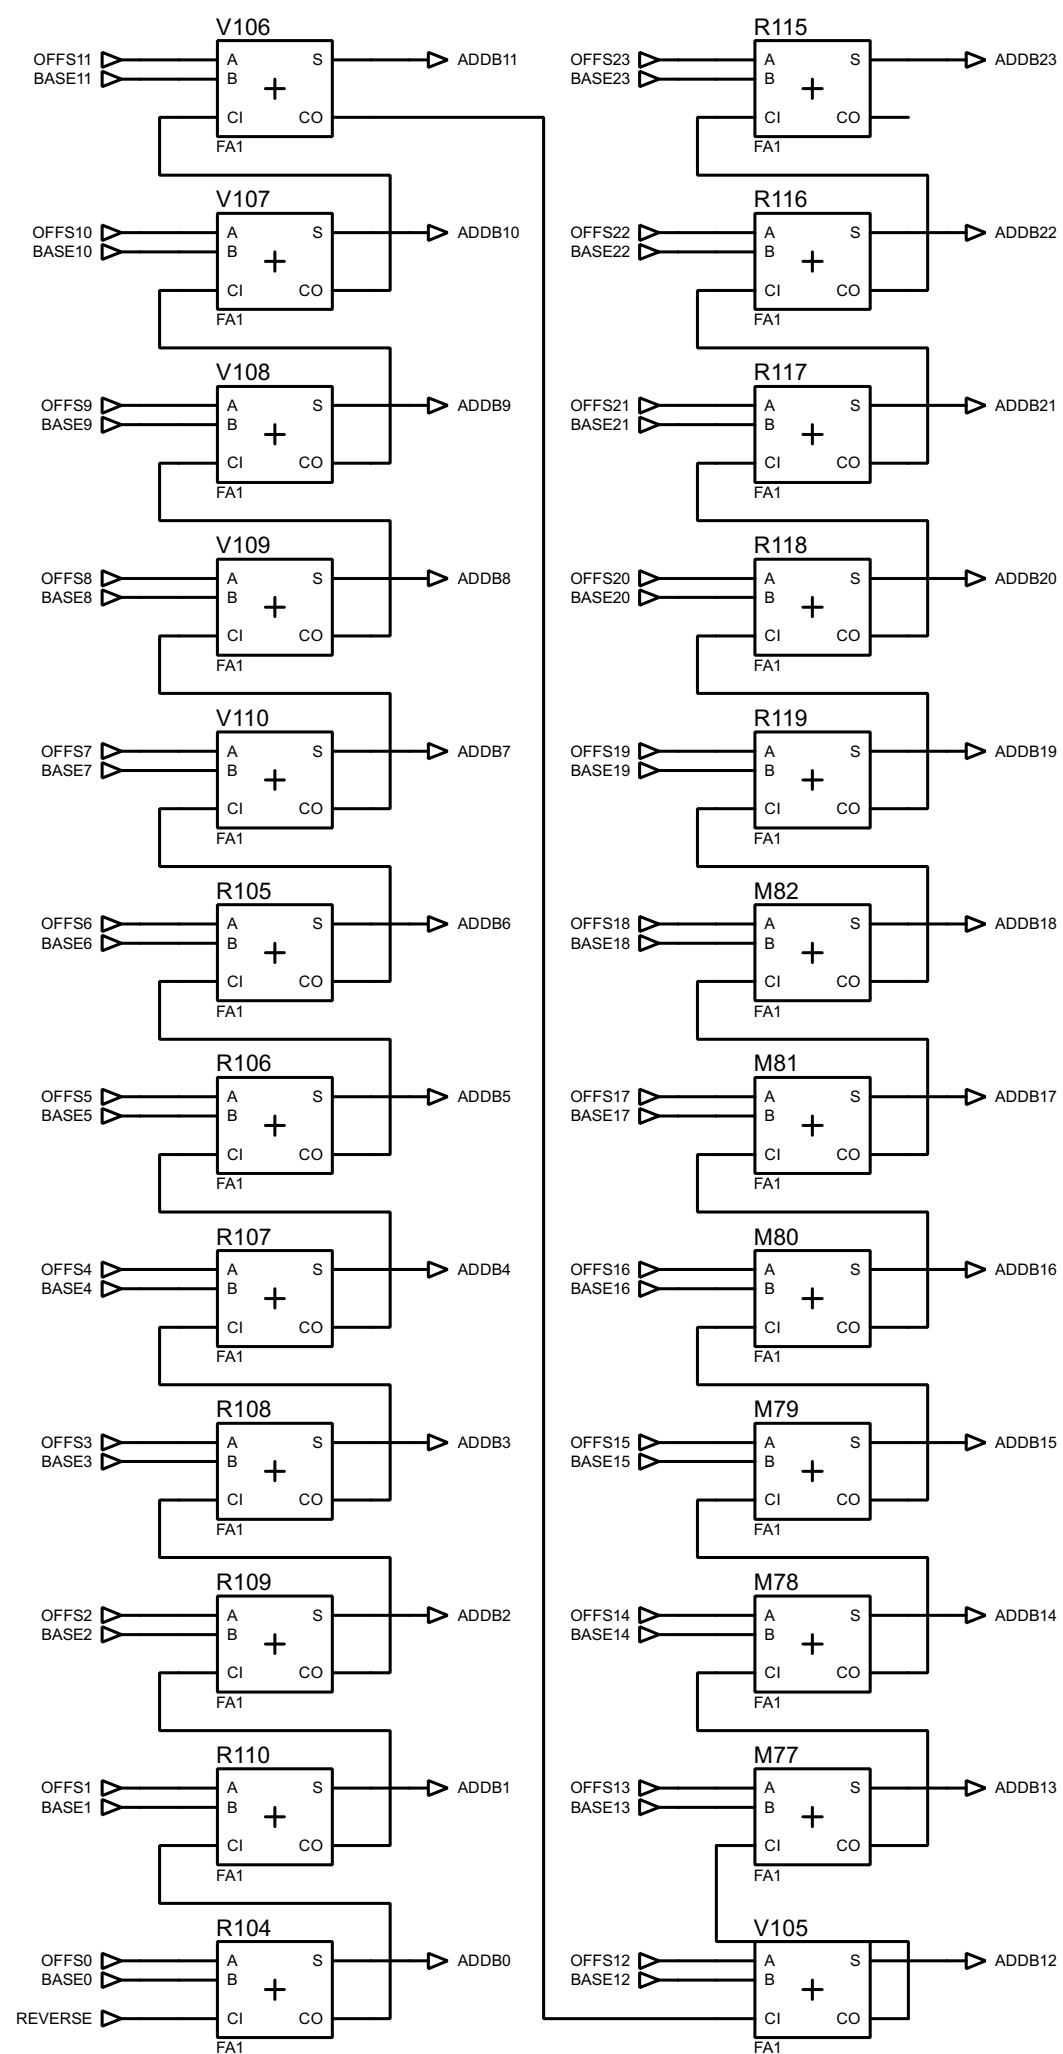 V106
OFFS11 A S ADDB11
BASE11 B
CI CO
FA1
V107
OFFS10 A S ADDB10
BASE10 B
CI CO
FA1
V108
OFFS9 A S ADDB9
BASE9 B
CI CO
FA1
V109
OFFS8 A S ADDB8
BASE8 B
CI CO
FA1
V110
OFFS7 A S ADDB7
BASE7 B
CI CO
FA1
R105
OFFS6 A S ADDB6
BASE6 B
CI CO
FA1
R106
OFFS5 A S ADDB5
BASE5 B
CI CO
FA1
R107
OFFS4 A S ADDB4
BASE4 B
CI CO
FA1
R108
OFFS3 A S ADDB3
BASE3 B
CI CO
FA1
R109
OFFS2 A S ADDB2
BASE2 B
CI CO
FA1
R110
OFFS1 A S ADDB1
BASE1 B
CI CO
FA1
R104
OFFS0 A S ADDB0
BASE0 B
REVERSE CI CO
FA1
R115
OFFS23 A S ADDB23
BASE23 B
CI CO
FA1
R116
OFFS22 A S ADDB22
BASE22 B
CI CO
FA1
R117
OFFS21 A S ADDB21
BASE21 B
CI CO
FA1
R118
OFFS20 A S ADDB20
BASE20 B
CI CO
FA1
R119
OFFS19 A S ADDB19
BASE19 B
CI CO
FA1
M82
OFFS18 A S ADDB18
BASE18 B
CI CO
FA1
M81
OFFS17 A S ADDB17
BASE17 B
CI CO
FA1
M80
OFFS16 A S ADDB16
BASE16 B
CI CO
FA1
M79
OFFS15 A S ADDB15
BASE15 B
CI CO
FA1
M78
OFFS14 A S ADDB14
BASE14 B
CI CO
FA1
M77
OFFS13 A S ADDB13
BASE13 B
CI CO
FA1
V105
OFFS12 A S ADDB12
BASE12 B
CI CO
FA1